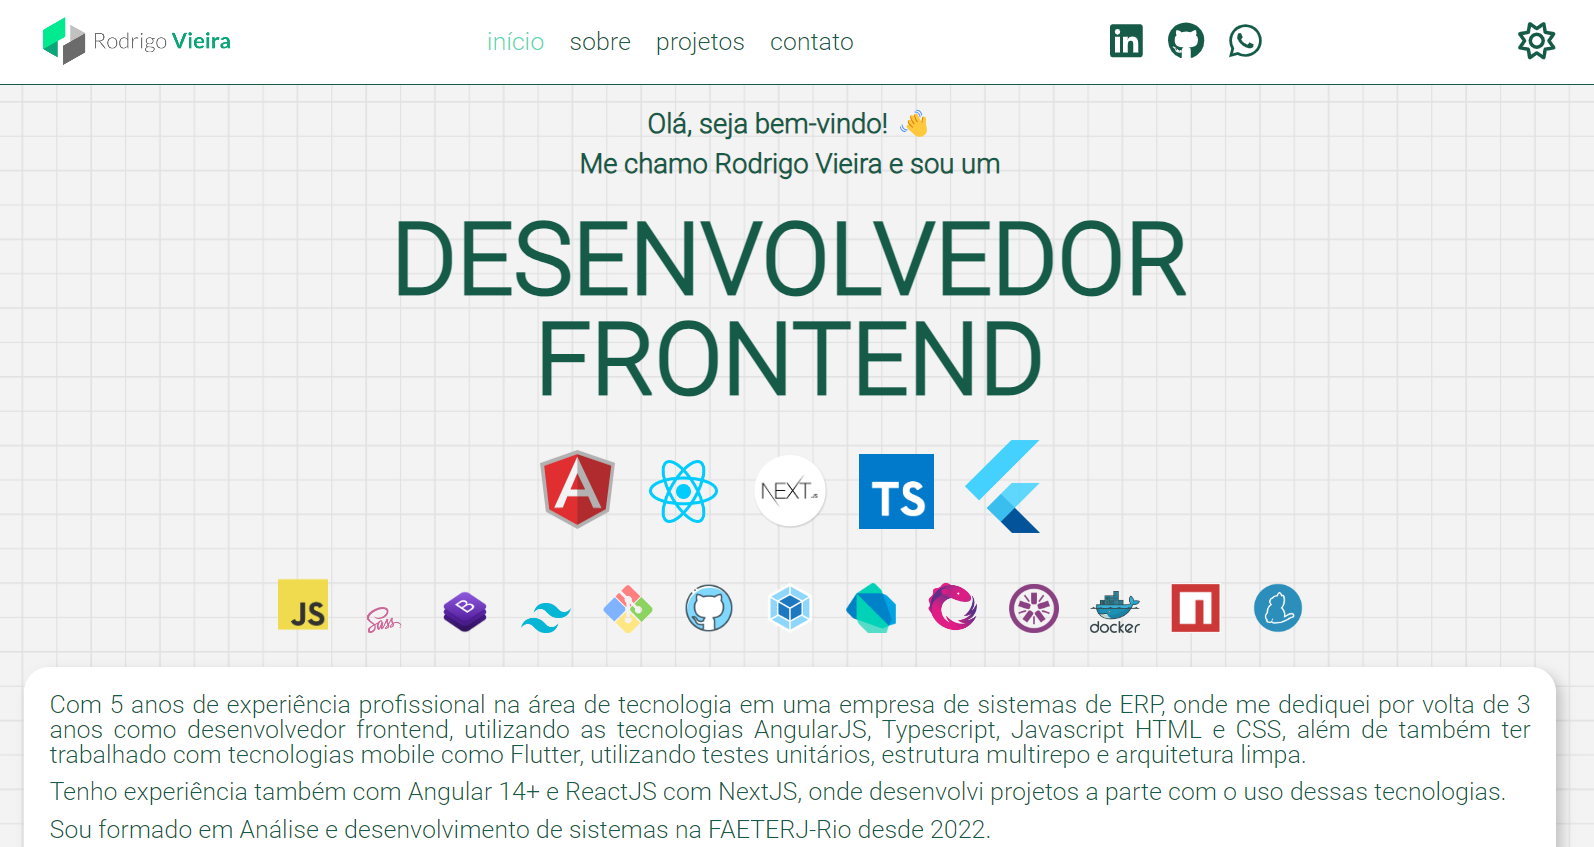 Rodrigo Vieira
início sobre projetos contato
Olá, seja bem-vindo! 👋
Me chamo Rodrigo Vieira e sou um
DESENVOLVEDOR
FRONTEND
NEXT.JS
TS
JS
Sass
B
docker
Com 5 anos de experiência profissional na área de tecnologia em uma empresa de sistemas de ERP, onde me dediquei por volta de 3
anos como desenvolvedor frontend, utilizando as tecnologias AngularJS, Typescript, Javascript HTML e CSS, além de também ter
trabalhado com tecnologias mobile como Flutter, utilizando testes unitários, estrutura multirepo e arquitetura limpa.
Tenho experiência também com Angular 14+ e ReactJS com NextJS, onde desenvolvi projetos a parte com o uso dessas tecnologias.
Sou formado em Análise e desenvolvimento de sistemas na FAETERJ-Rio desde 2022.